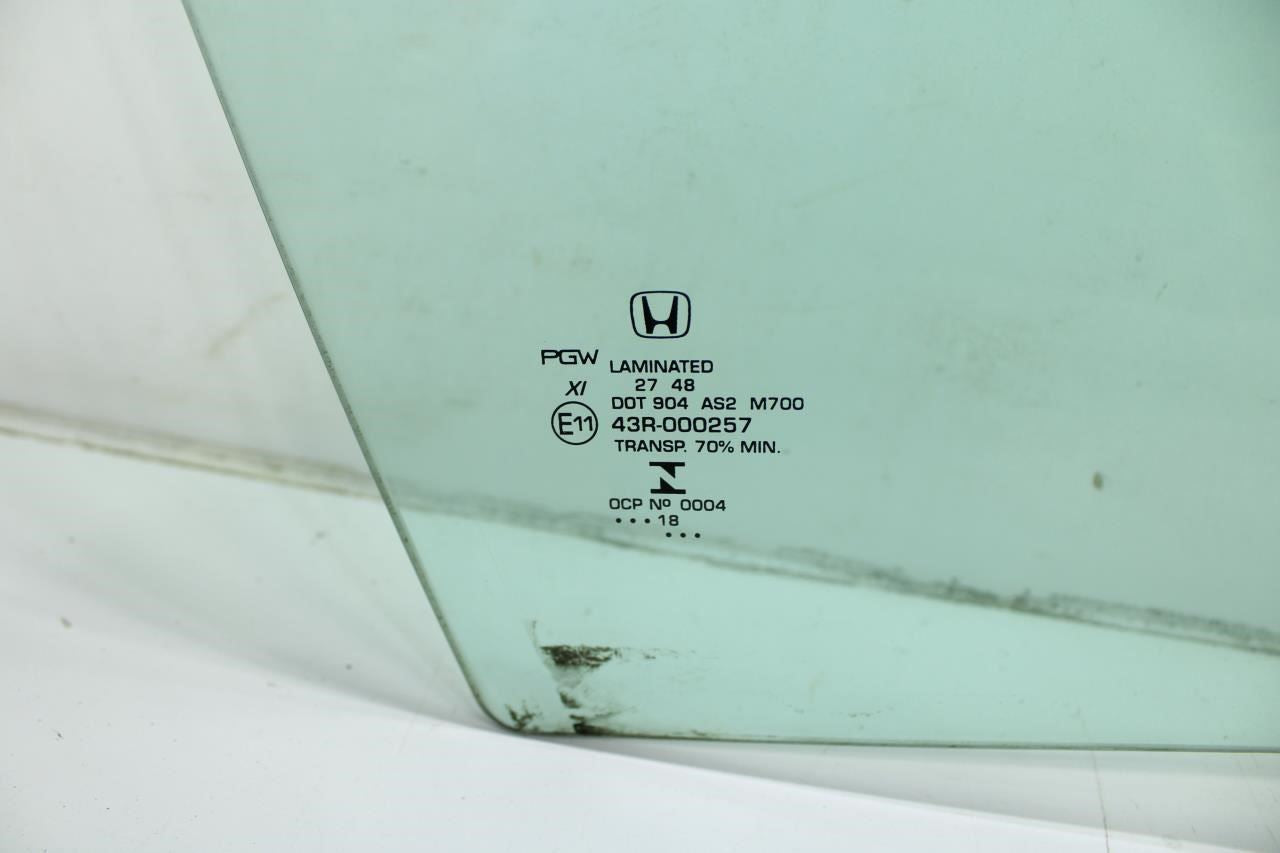 PGW
LAMINATED
XI
27 48
DOT 904 AS2 M700
E11
43R-000257
TRANSP. 70% MIN.
OCP Nº 0004
•••18
•••